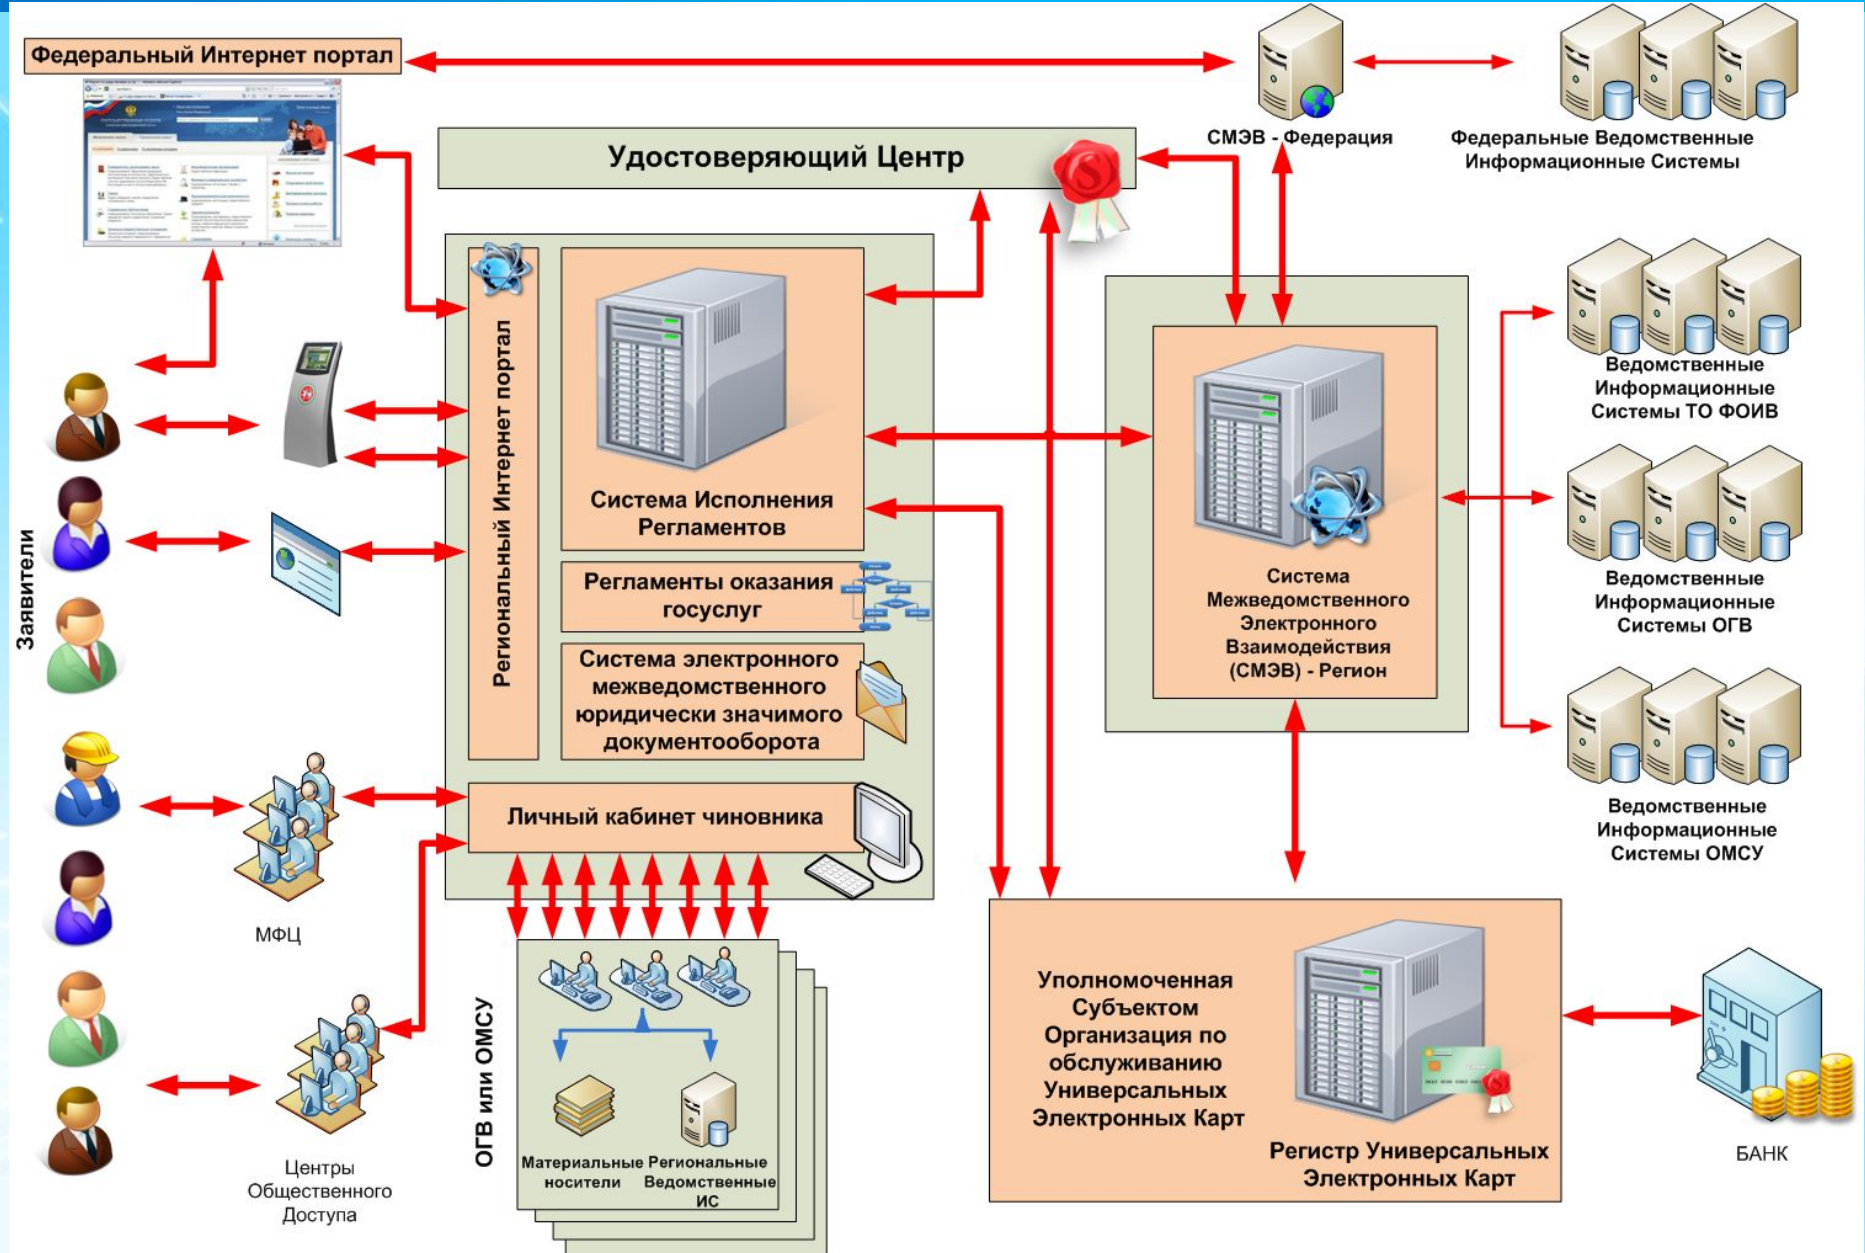 Федеральный Интернет портал
СМЭВ - Федерация
Федеральные Ведомственные
Информационные Системы
Удостоверяющий Центр
Региональный Интернет портал
Система Исполнения
Регламентов
Регламенты оказания
госуслуг
Система электронного
межведомственного
юридически значимого
документооборота
Личный кабинет чиновника
Система
Межведомственного
Электронного
Взаимодействия
(СМЭВ) - Регион
Ведомственные
Информационные
Системы ТО ФОИВ
Ведомственные
Информационные
Системы ОГВ
Ведомственные
Информационные
Системы ОМСУ
Заявители
МФЦ
Центры
Общественного
Доступа
ОГВ или ОМСУ
Материальные
носители
Региональные
Ведомственные
ИС
Уполномоченная
Субъектом
Организация по
обслуживанию
Универсальных
Электронных Карт
Регистр Универсальных
Электронных Карт
БАНК